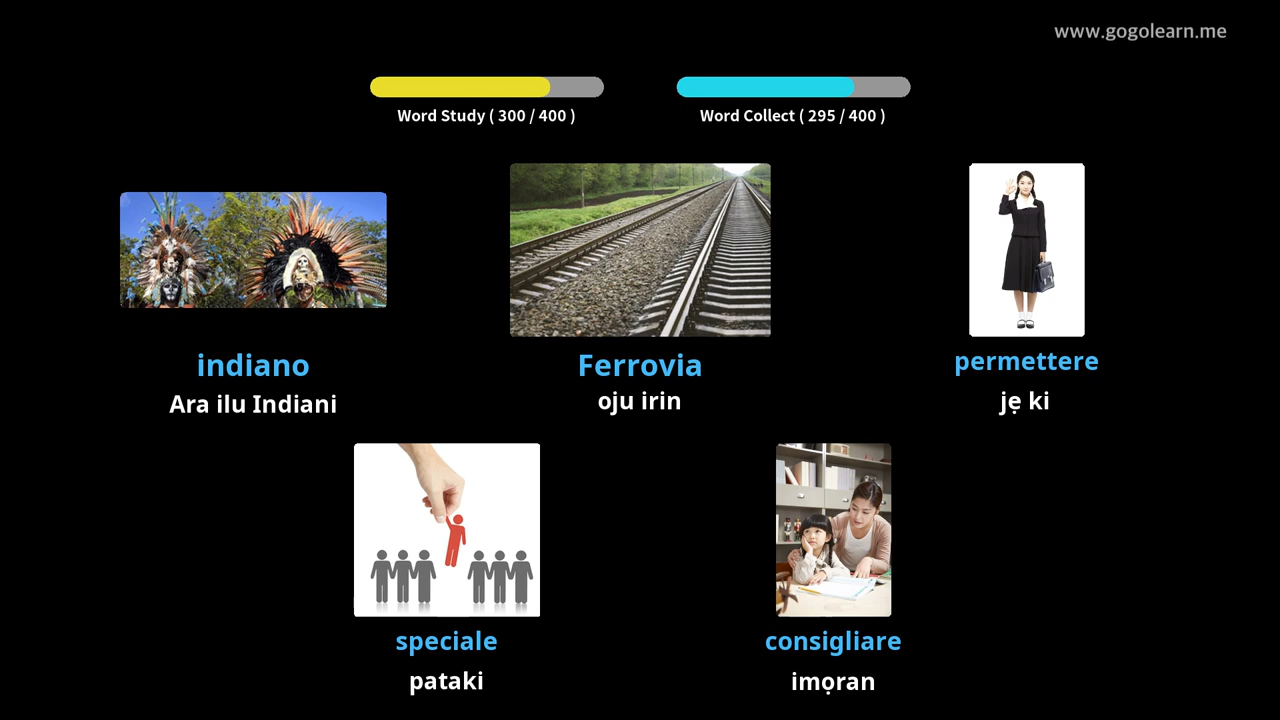 www.gogolearn.me
Word Study ( 300 / 400 )
Word Collect ( 295 / 400 )
indiano
Ara ilu Indiani
Ferrovia
oju irin
permettere
jẹ ki
speciale
pataki
consigliare
imọran